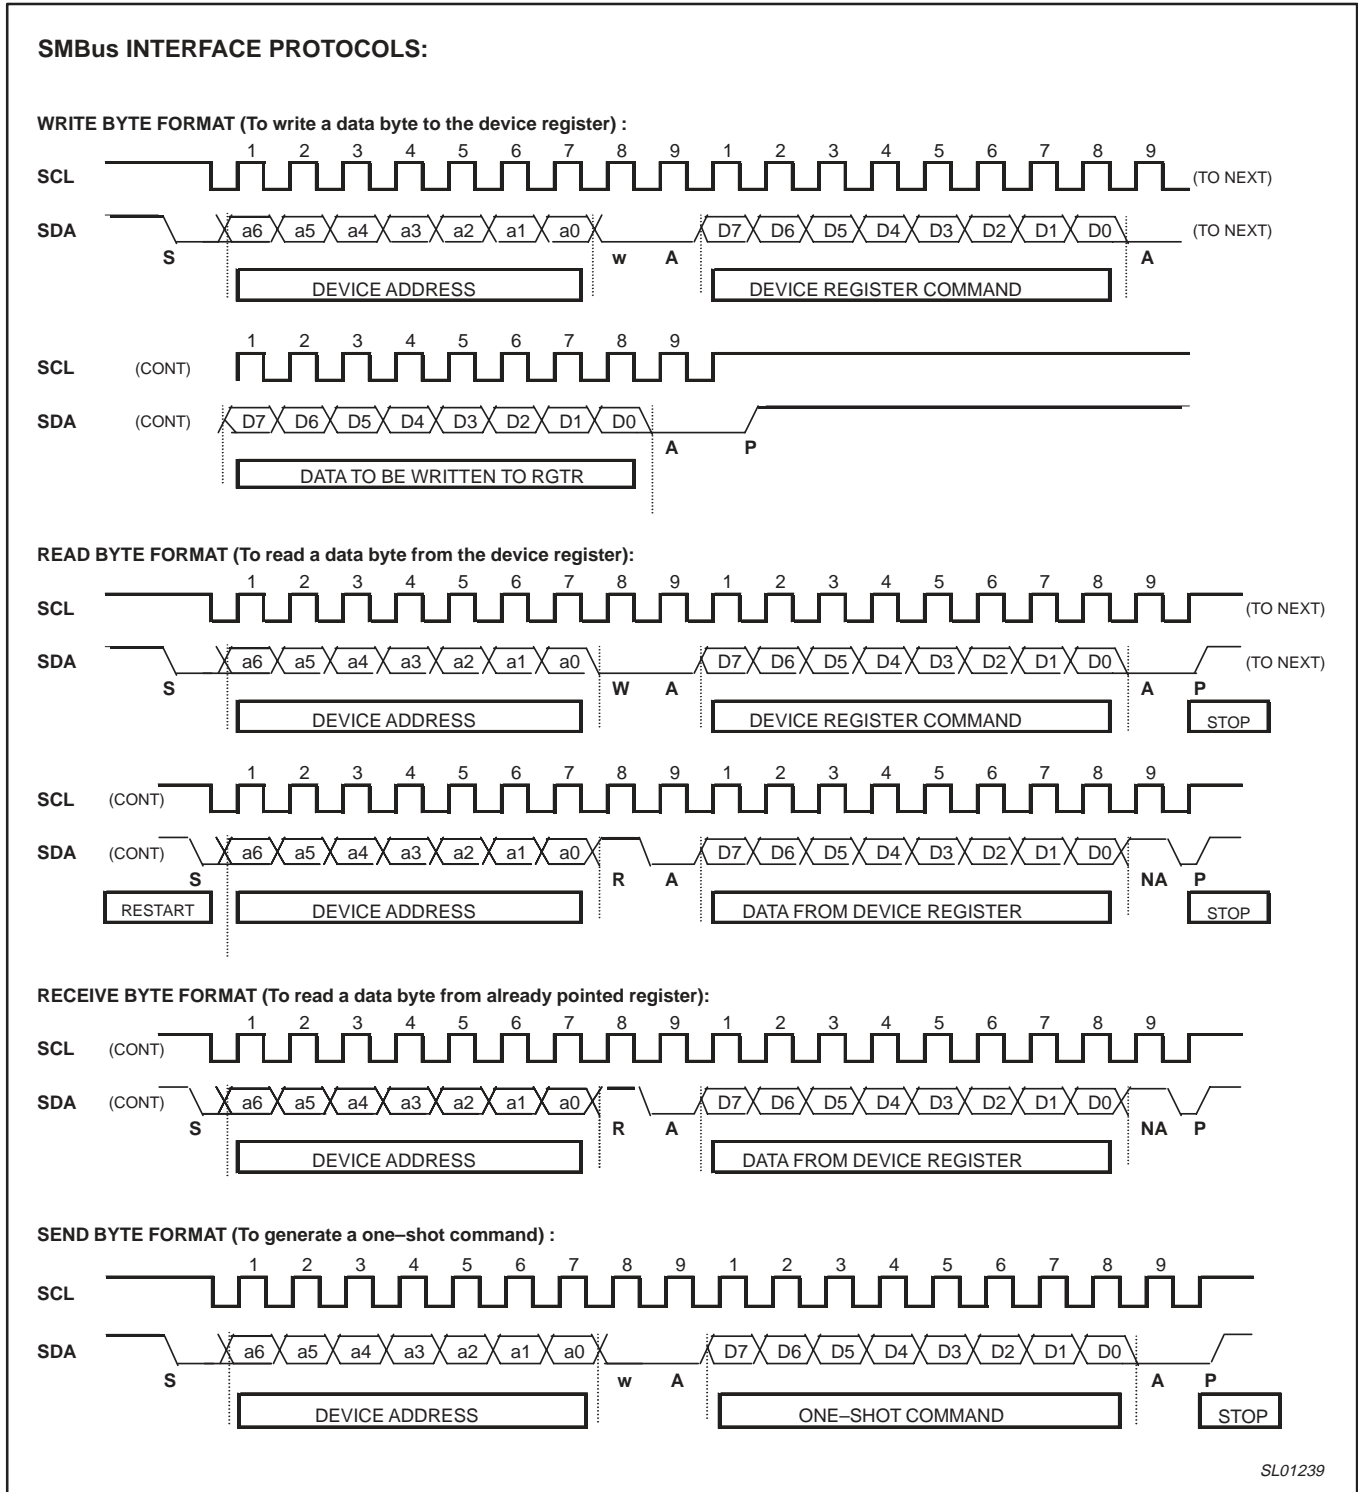 SMBus INTERFACE PROTOCOLS:
WRITE BYTE FORMAT (To write a data byte to the device register) :
1 2 3 4 5 6 7 8 9 1 2 3 4 5 6 7 8 9
SCL (TO NEXT)
SDA a6 a5 a4 a3 a2 a1 a0 D7 D6 D5 D4 D3 D2 D1 D0 (TO NEXT)
S w A A
DEVICE ADDRESS DEVICE REGISTER COMMAND
1 2 3 4 5 6 7 8 9
SCL (CONT)
SDA (CONT) D7 D6 D5 D4 D3 D2 D1 D0
A P
DATA TO BE WRITTEN TO RGTR
READ BYTE FORMAT (To read a data byte from the device register):
1 2 3 4 5 6 7 8 9 1 2 3 4 5 6 7 8 9
SCL (TO NEXT)
SDA a6 a5 a4 a3 a2 a1 a0 D7 D6 D5 D4 D3 D2 D1 D0 (TO NEXT)
S W A A P
DEVICE ADDRESS DEVICE REGISTER COMMAND STOP
1 2 3 4 5 6 7 8 9 1 2 3 4 5 6 7 8 9
SCL (CONT)
SDA (CONT) a6 a5 a4 a3 a2 a1 a0 D7 D6 D5 D4 D3 D2 D1 D0
S R A NA P
RESTART DEVICE ADDRESS DATA FROM DEVICE REGISTER STOP
RECEIVE BYTE FORMAT (To read a data byte from already pointed register):
1 2 3 4 5 6 7 8 9 1 2 3 4 5 6 7 8 9
SCL (CONT)
SDA (CONT) a6 a5 a4 a3 a2 a1 a0 D7 D6 D5 D4 D3 D2 D1 D0
S R A NA P
DEVICE ADDRESS DATA FROM DEVICE REGISTER
SEND BYTE FORMAT (To generate a one–shot command) :
1 2 3 4 5 6 7 8 9 1 2 3 4 5 6 7 8 9
SCL
SDA a6 a5 a4 a3 a2 a1 a0 D7 D6 D5 D4 D3 D2 D1 D0
S w A A P
DEVICE ADDRESS ONE–SHOT COMMAND STOP
SL01239